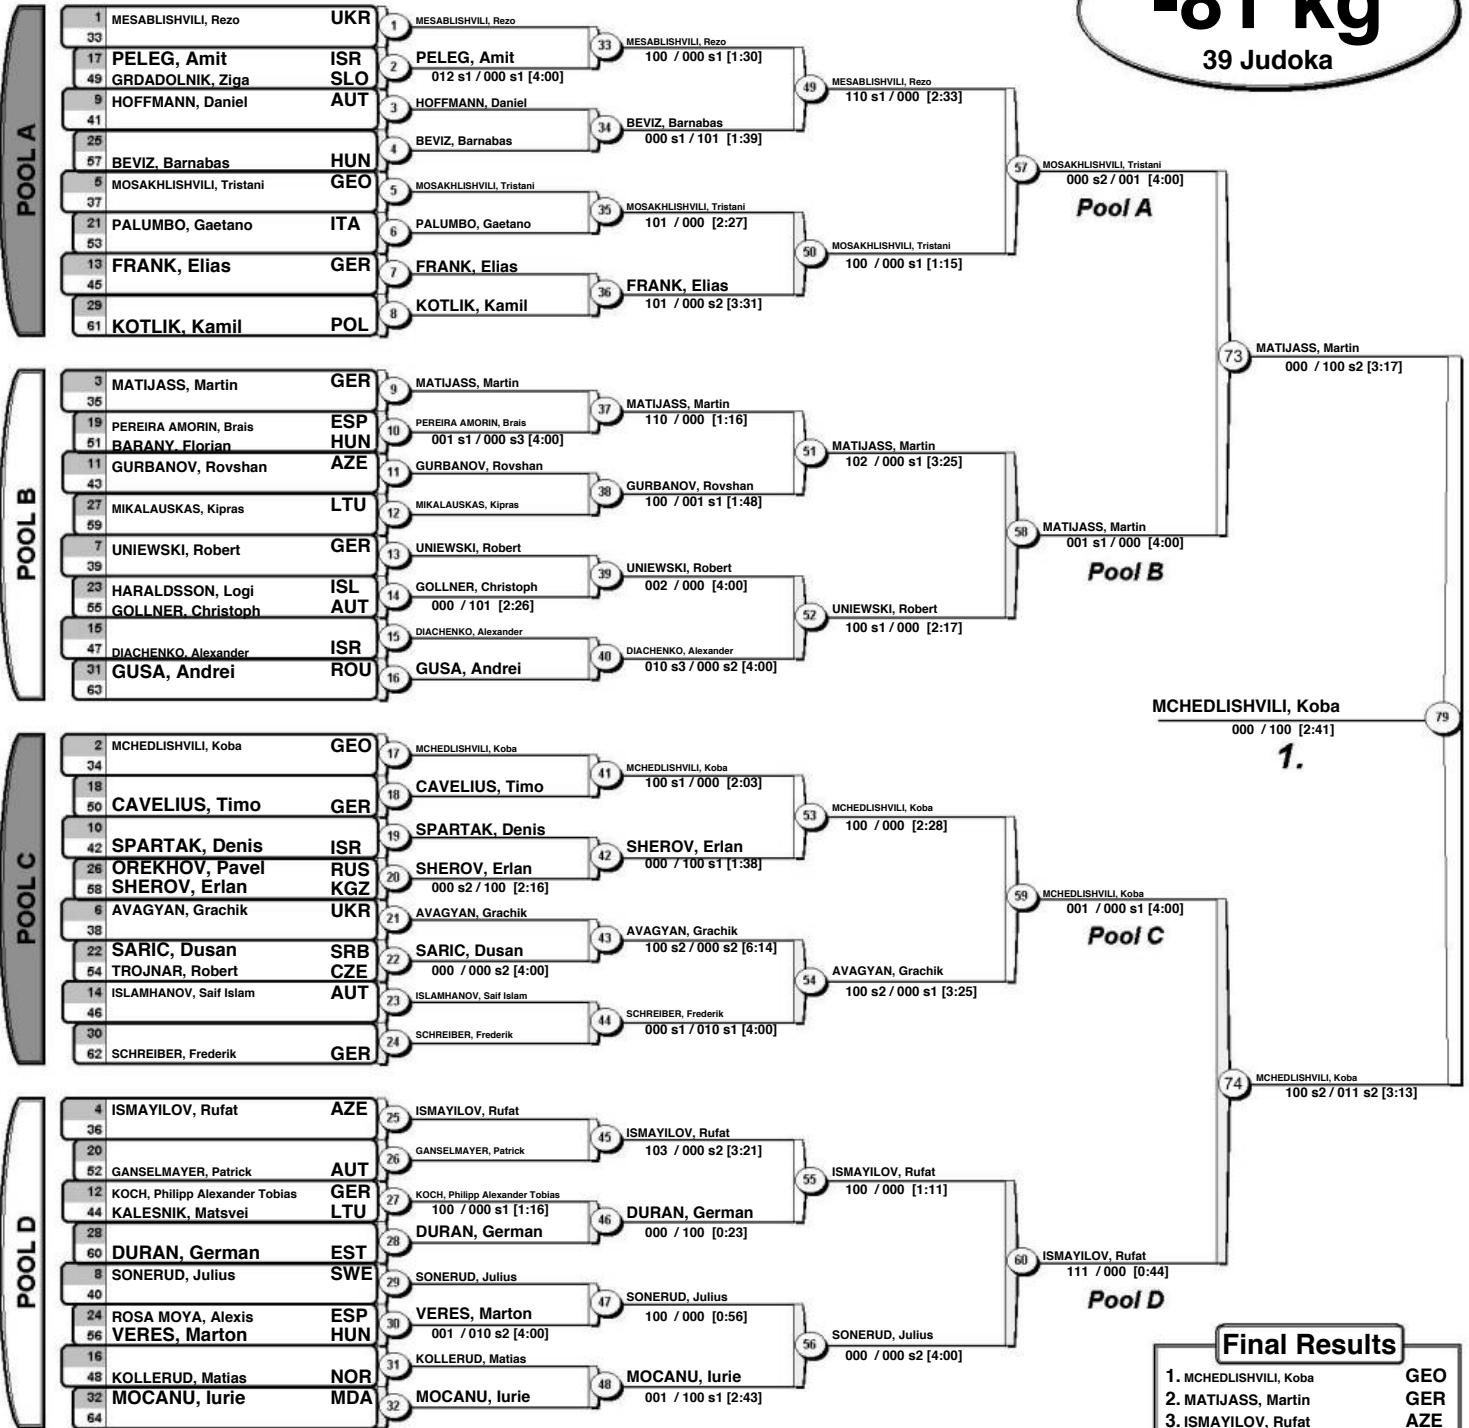 -81 kg
39 Judoka
POOL A
1 MESABLISHVILI, Rezo UKR
33
17 PELEG, Amit ISR
49 GRDADOLNIK, Ziga SLO
9 HOFFMANN, Daniel AUT
41
25
57 BEVIZ, Barnabas HUN
5 MOSAKHLISHVILI, Tristani GEO
37
21 PALUMBO, Gaetano ITA
53
13 FRANK, Elias GER
45
29
61 KOTLIK, Kamil POL
1 MESABLISHVILI, Rezo
2 PELEG, Amit
012 s1 / 000 s1 [4:00]
3 HOFFMANN, Daniel
4 BEVIZ, Barnabas
5 MOSAKHLISHVILI, Tristani
6 PALUMBO, Gaetano
7 FRANK, Elias
8 KOTLIK, Kamil
33 MESABLISHVILI, Rezo
100 / 000 s1 [1:30]
34 BEVIZ, Barnabas
000 s1 / 101 [1:39]
35 MOSAKHLISHVILI, Tristani
101 / 000 [2:27]
36 FRANK, Elias
101 / 000 s2 [3:31]
49 MESABLISHVILI, Rezo
110 s1 / 000 [2:33]
50 MOSAKHLISHVILI, Tristani
100 / 000 s1 [1:15]
57 MOSAKHLISHVILI, Tristani
000 s2 / 001 [4:00]
Pool A
POOL B
3 MATIJASS, Martin GER
35
19 PEREIRA AMORIN, Brais ESP
51 BARANY, Florian HUN
11 GURBANOV, Rovshan AZE
43
27 MIKALAUSKAS, Kipras LTU
59
7 UNIEWSKI, Robert GER
39
23 HARALDSSON, Logi ISL
55 GOLLNER, Christoph AUT
15
47 DIACHENKO, Alexander ISR
31 GUSA, Andrei ROU
63
9 MATIJASS, Martin
10 PEREIRA AMORIN, Brais
001 s1 / 000 s3 [4:00]
11 GURBANOV, Rovshan
12 MIKALAUSKAS, Kipras
13 UNIEWSKI, Robert
14 GOLLNER, Christoph
000 / 101 [2:26]
15 DIACHENKO, Alexander
16 GUSA, Andrei
37 MATIJASS, Martin
110 / 000 [1:16]
38 GURBANOV, Rovshan
100 / 001 s1 [1:48]
39 UNIEWSKI, Robert
002 / 000 [4:00]
40 DIACHENKO, Alexander
010 s3 / 000 s2 [4:00]
51 MATIJASS, Martin
102 / 000 s1 [3:25]
52 UNIEWSKI, Robert
100 s1 / 000 [2:17]
58 MATIJASS, Martin
001 s1 / 000 [4:00]
Pool B
73 MATIJASS, Martin
000 / 100 s2 [3:17]
MCHEDLISHVILI, Koba 79
000 / 100 [2:41]
1.
POOL C
2 MCHEDLISHVILI, Koba GEO
34
18
50 CAVELIUS, Timo GER
10
42 SPARTAK, Denis ISR
26 OREKHOV, Pavel RUS
58 SHEROV, Erlan KGZ
6 AVAGYAN, Grachik UKR
38
22 SARIC, Dusan SRB
54 TROJNAR, Robert CZE
14 ISLAMHANOV, Saif Islam AUT
46
30
62 SCHREIBER, Frederik GER
17 MCHEDLISHVILI, Koba
18 CAVELIUS, Timo
19 SPARTAK, Denis
20 SHEROV, Erlan
000 s2 / 100 [2:16]
21 AVAGYAN, Grachik
22 SARIC, Dusan
000 / 000 s2 [4:00]
23 ISLAMHANOV, Saif Islam
24 SCHREIBER, Frederik
41 MCHEDLISHVILI, Koba
100 s1 / 000 [2:03]
42 SHEROV, Erlan
000 / 100 s1 [1:38]
43 AVAGYAN, Grachik
100 s2 / 000 s2 [6:14]
44 SCHREIBER, Frederik
000 s1 / 010 s1 [4:00]
53 MCHEDLISHVILI, Koba
100 / 000 [2:28]
54 AVAGYAN, Grachik
100 s2 / 000 s1 [3:25]
59 MCHEDLISHVILI, Koba
001 / 000 s1 [4:00]
Pool C
74 MCHEDLISHVILI, Koba
100 s2 / 011 s2 [3:13]
POOL D
4 ISMAYILOV, Rufat AZE
36
20
52 GANSELMAYER, Patrick AUT
12 KOCH, Philipp Alexander Tobias GER
44 KALESNIK, Matsvei LTU
28
60 DURAN, German EST
8 SONERUD, Julius SWE
40
24 ROSA MOYA, Alexis ESP
56 VERES, Marton HUN
16
48 KOLLERUD, Matias NOR
32 MOCANU, Iurie MDA
64
25 ISMAYILOV, Rufat
26 GANSELMAYER, Patrick
27 KOCH, Philipp Alexander Tobias
100 / 000 s1 [1:16]
28 DURAN, German
29 SONERUD, Julius
30 VERES, Marton
001 / 010 s2 [4:00]
31 KOLLERUD, Matias
32 MOCANU, Iurie
45 ISMAYILOV, Rufat
103 / 000 s2 [3:21]
46 DURAN, German
000 / 100 [0:23]
47 SONERUD, Julius
100 / 000 [0:56]
48 MOCANU, Iurie
001 / 100 s1 [2:43]
55 ISMAYILOV, Rufat
100 / 000 [1:11]
56 SONERUD, Julius
000 / 000 s2 [4:00]
60 ISMAYILOV, Rufat
111 / 000 [0:44]
Pool D
Final Results
1. MCHEDLISHVILI, Koba GEO
2. MATIJASS, Martin GER
3. ISMAYILOV, Rufat AZE